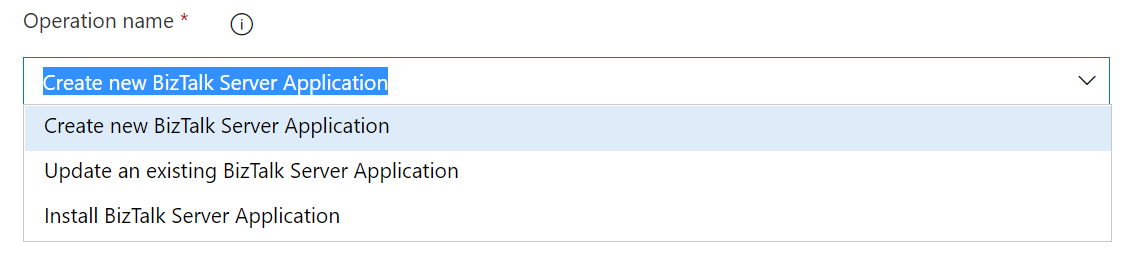 Operation name *
Create new BizTalk Server Application
Create new BizTalk Server Application
Update an existing BizTalk Server Application
Install BizTalk Server Application